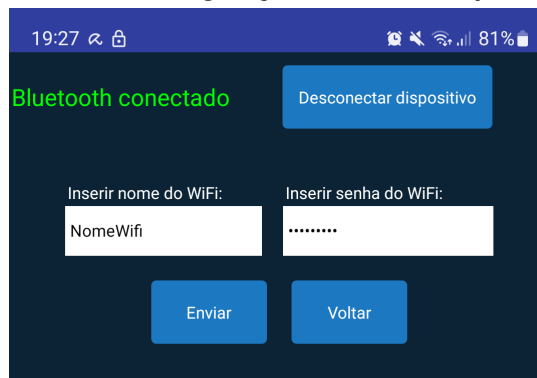 19:27 81%
Bluetooth conectado
Desconectar dispositivo
Inserir nome do WiFi: Inserir senha do WiFi:
NomeWifi •••••••••
Enviar Voltar